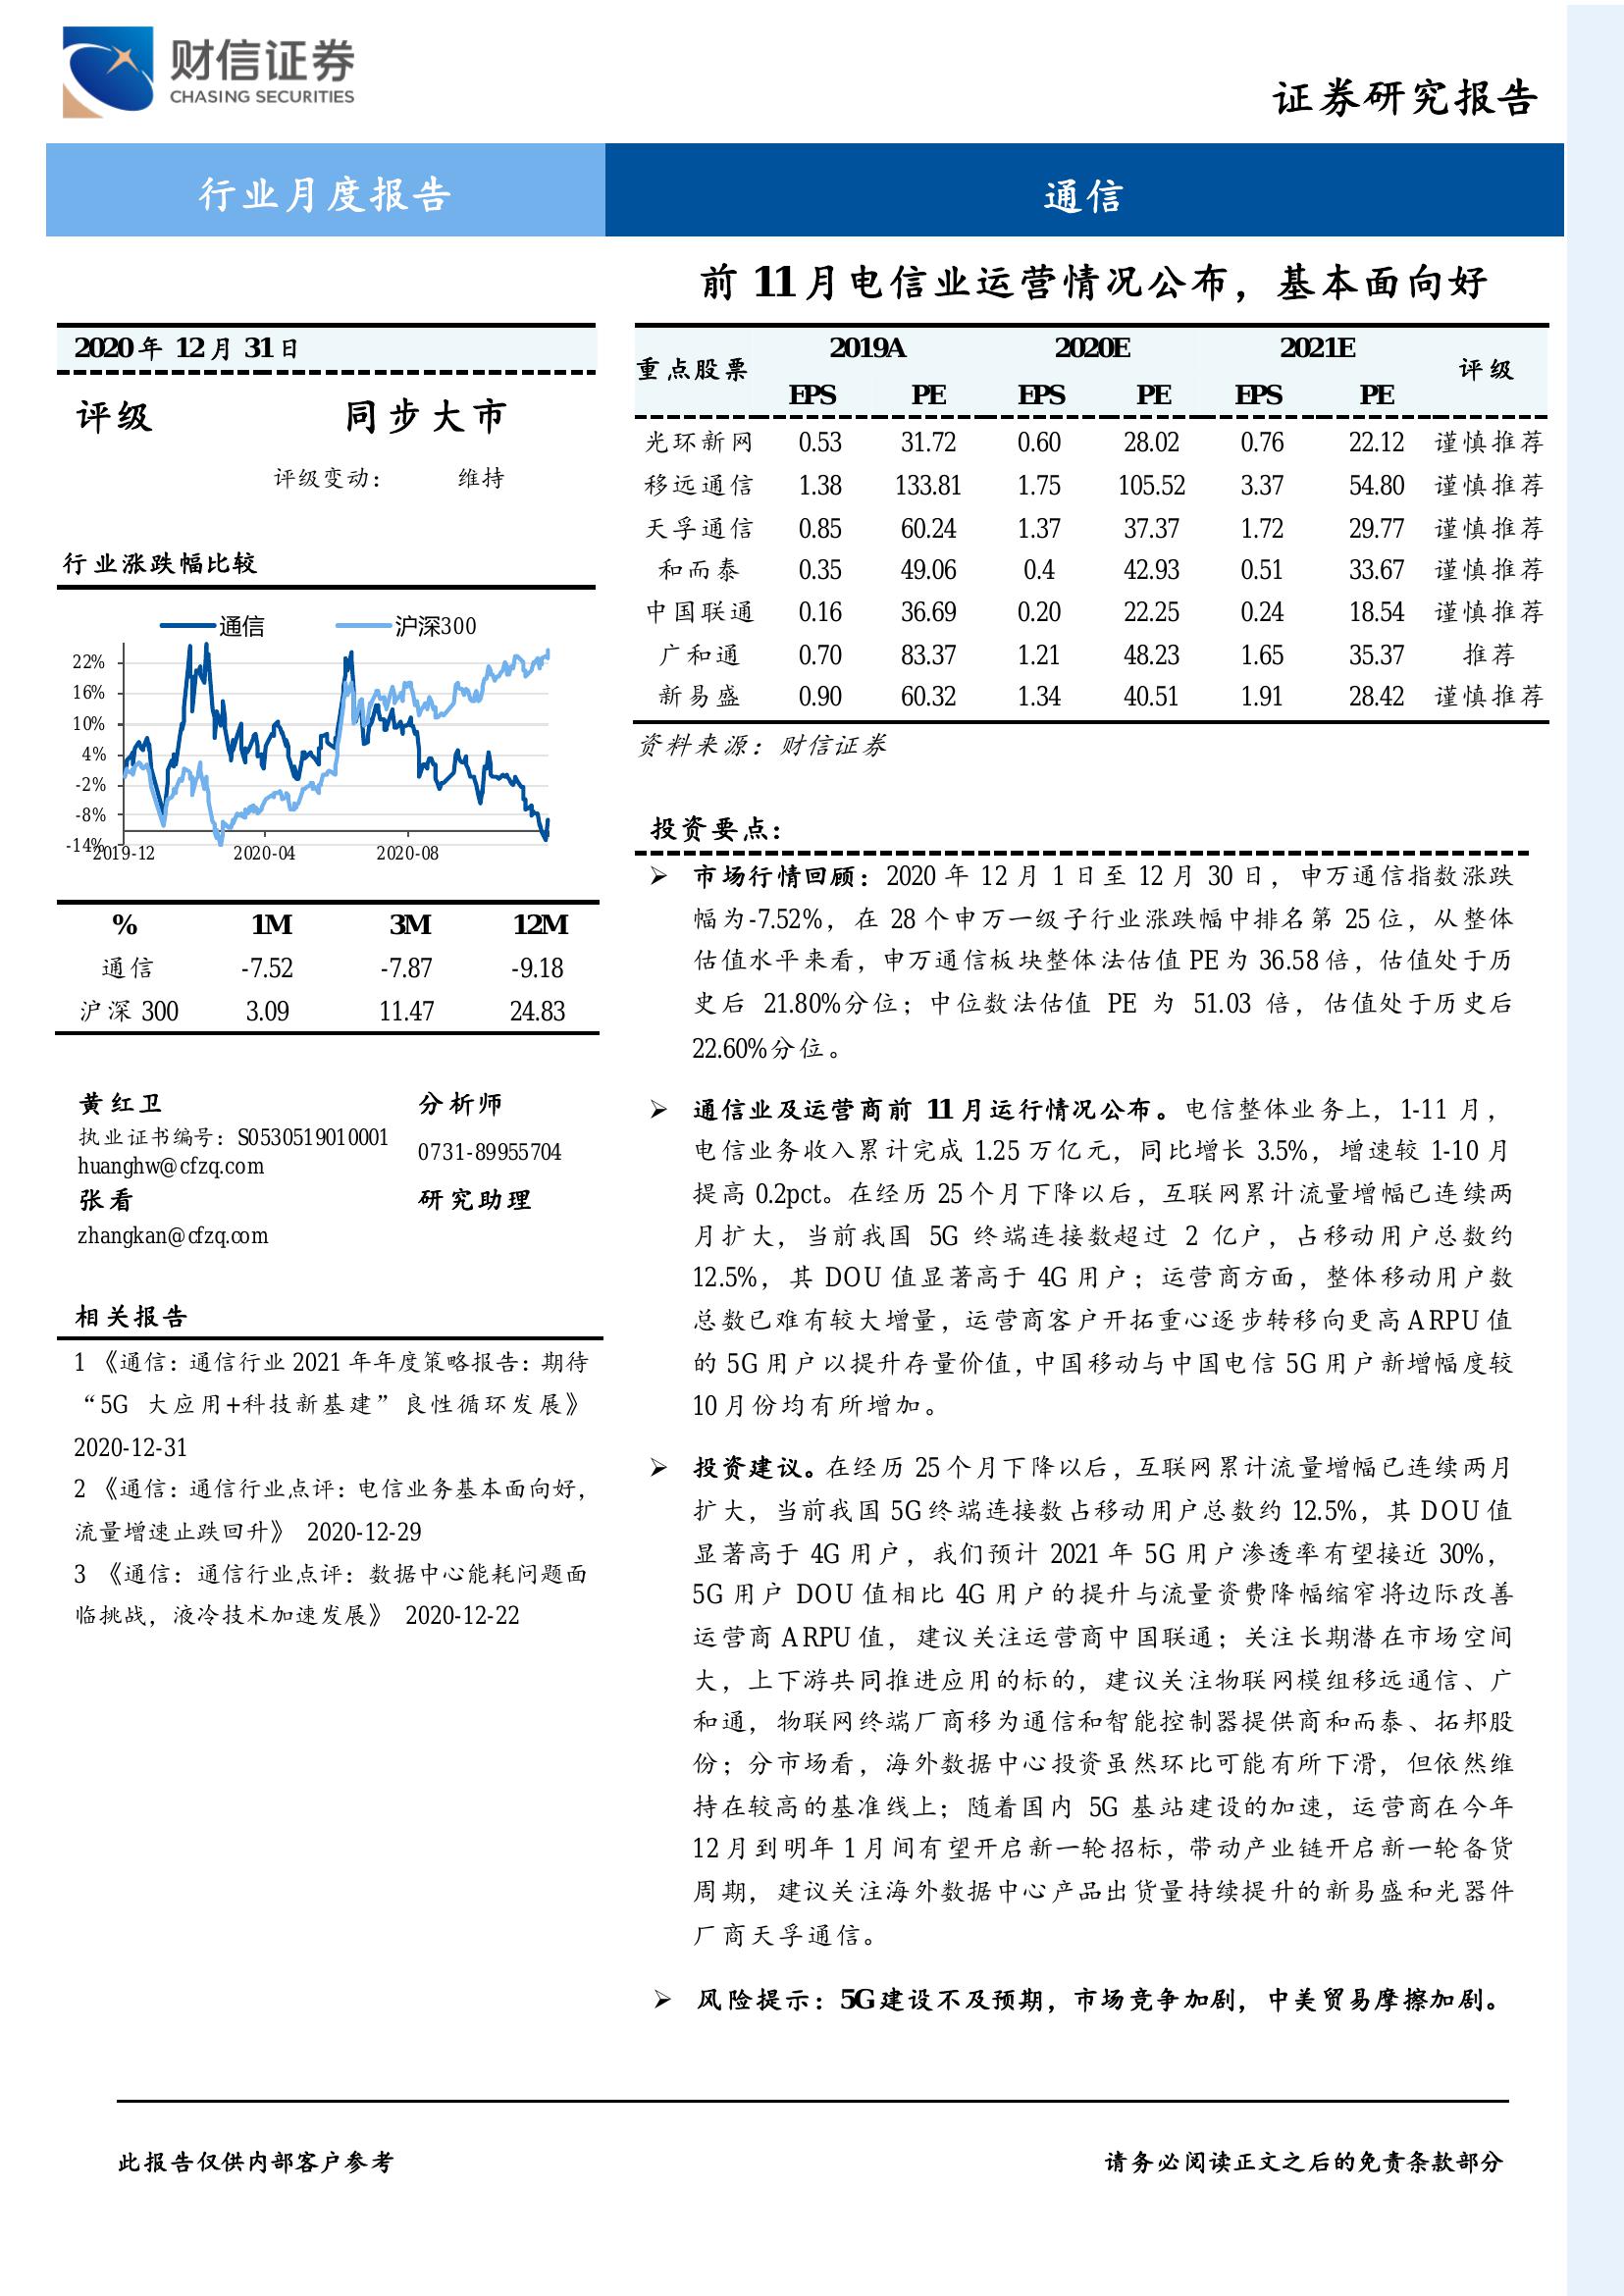 财信证券
CHASING SECURITIES
证券研究报告
行业月度报告
通信
前 11 月电信业运营情况公布，基本面向好
2020 年 12 月 31 日
评级 同步大市
评级变动： 维持
行业涨跌幅比较
通信 沪深300
22%
16%
10%
4%
-2%
-8%
-14%
2019-12 2020-04 2020-08
% 1M 3M 12M
通信 -7.52 -7.87 -9.18
沪深 300 3.09 11.47 24.83
黄红卫 分析师
执业证书编号：S0530519010001 0731-89955704
huanghw@cfzq.com
张看 研究助理
zhangkan@cfzq.com
相关报告
1 《通信：通信行业 2021 年年度策略报告：期待
“5G 大应用+科技新基建”良性循环发展》
2020-12-31
2 《通信：通信行业点评：电信业务基本面向好，
流量增速止跌回升》 2020-12-29
3 《通信：通信行业点评：数据中心能耗问题面
临挑战，液冷技术加速发展》 2020-12-22
重点股票 2019A 2020E 2021E 评级
EPS PE EPS PE EPS PE
光环新网 0.53 31.72 0.60 28.02 0.76 22.12 谨慎推荐
移远通信 1.38 133.81 1.75 105.52 3.37 54.80 谨慎推荐
天孚通信 0.85 60.24 1.37 37.37 1.72 29.77 谨慎推荐
和而泰 0.35 49.06 0.4 42.93 0.51 33.67 谨慎推荐
中国联通 0.16 36.69 0.20 22.25 0.24 18.54 谨慎推荐
广和通 0.70 83.37 1.21 48.23 1.65 35.37 推荐
新易盛 0.90 60.32 1.34 40.51 1.91 28.42 谨慎推荐
资料来源：财信证券
投资要点：
➢ 市场行情回顾：2020 年 12 月 1 日至 12 月 30 日，申万通信指数涨跌
幅为-7.52%，在 28 个申万一级子行业涨跌幅中排名第 25 位，从整体
估值水平来看，申万通信板块整体法估值 PE 为 36.58 倍，估值处于历
史后 21.80%分位；中位数法估值 PE 为 51.03 倍，估值处于历史后
22.60%分位。
➢ 通信业及运营商前 11 月运行情况公布。电信整体业务上，1-11 月，
电信业务收入累计完成 1.25 万亿元，同比增长 3.5%，增速较 1-10 月
提高 0.2pct。在经历 25 个月下降以后，互联网累计流量增幅已连续两
月扩大，当前我国 5G 终端连接数超过 2 亿户，占移动用户总数约
12.5%，其 DOU 值显著高于 4G 用户；运营商方面，整体移动用户数
总数已难有较大增量，运营商客户开拓重心逐步转移向更高 ARPU 值
的 5G 用户以提升存量价值，中国移动与中国电信 5G 用户新增幅度较
10 月份均有所增加。
➢ 投资建议。在经历 25 个月下降以后，互联网累计流量增幅已连续两月
扩大，当前我国 5G 终端连接数占移动用户总数约 12.5%，其 DOU 值
显著高于 4G 用户，我们预计 2021 年 5G 用户渗透率有望接近 30%，
5G 用户 DOU 值相比 4G 用户的提升与流量资费降幅缩窄将边际改善
运营商 ARPU 值，建议关注运营商中国联通；关注长期潜在市场空间
大，上下游共同推进应用的标的，建议关注物联网模组移远通信、广
和通，物联网终端厂商移为通信和智能控制器提供商和而泰、拓邦股
份；分市场看，海外数据中心投资虽然环比可能有所下滑，但依然维
持在较高的基准线上；随着国内 5G 基站建设的加速，运营商在今年
12 月到明年 1 月间有望开启新一轮招标，带动产业链开启新一轮备货
周期，建议关注海外数据中心产品出货量持续提升的新易盛和光器件
厂商天孚通信。
➢ 风险提示：5G 建设不及预期，市场竞争加剧，中美贸易摩擦加剧。
此报告仅供内部客户参考 请务必阅读正文之后的免责条款部分